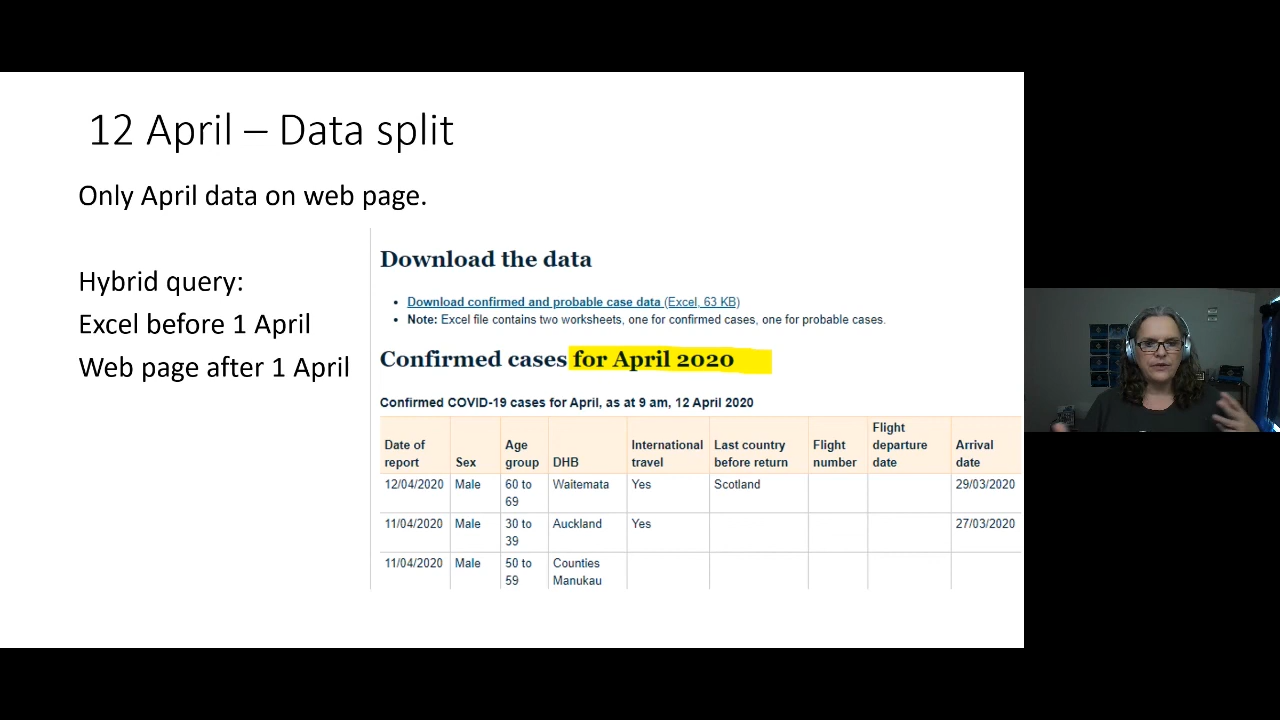 12 April – Data split
Only April data on web page.
Hybrid query:
Excel before 1 April
Web page after 1 April
Download the data
• Download confirmed and probable case data (Excel, 63 KB)
• Note: Excel file contains two worksheets, one for confirmed cases, one for probable cases.
Confirmed cases for April 2020
Confirmed COVID-19 cases for April, as at 9 am, 12 April 2020
Date of report Sex Age group DHB International travel Last country before return Flight number Flight departure date Arrival date
12/04/2020 Male 60 to 69 Waitemata Yes Scotland 29/03/2020
11/04/2020 Male 30 to 39 Auckland Yes 27/03/2020
11/04/2020 Male 50 to 59 Counties Manukau